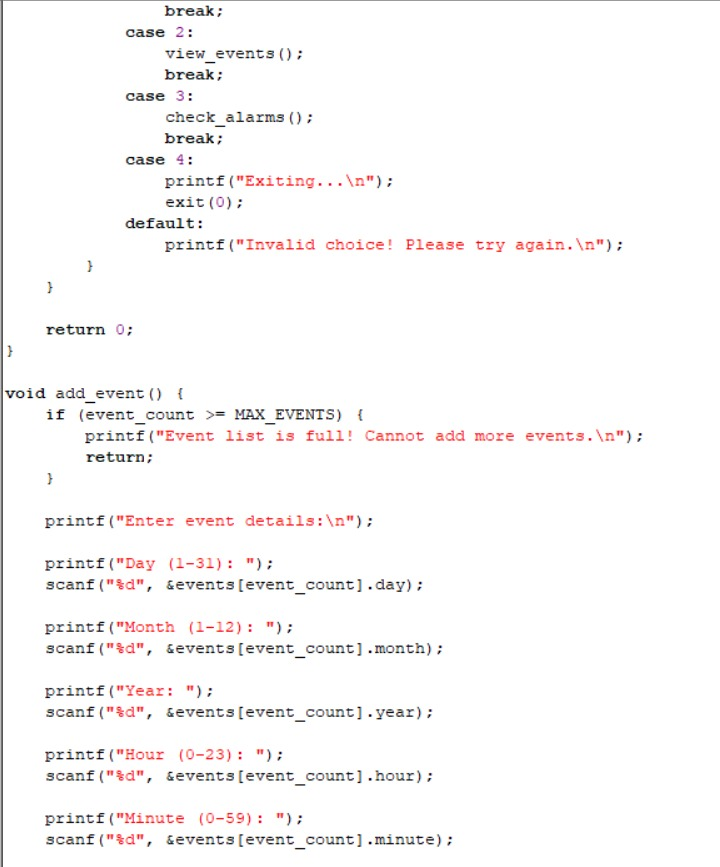 break;
case 2:
view_events();
break;
case 3:
check_alarms();
break;
case 4:
printf("Exiting...\n");
exit(0);
default:
printf("Invalid choice! Please try again.\n");
}
}
return 0;
}
void add_event() {
if (event_count >= MAX_EVENTS) {
printf("Event list is full! Cannot add more events.\n");
return;
}
printf("Enter event details:\n");
printf("Day (1-31): ");
scanf("%d", &events[event_count].day);
printf("Month (1-12): ");
scanf("%d", &events[event_count].month);
printf("Year: ");
scanf("%d", &events[event_count].year);
printf("Hour (0-23): ");
scanf("%d", &events[event_count].hour);
printf("Minute (0-59): ");
scanf("%d", &events[event_count].minute);